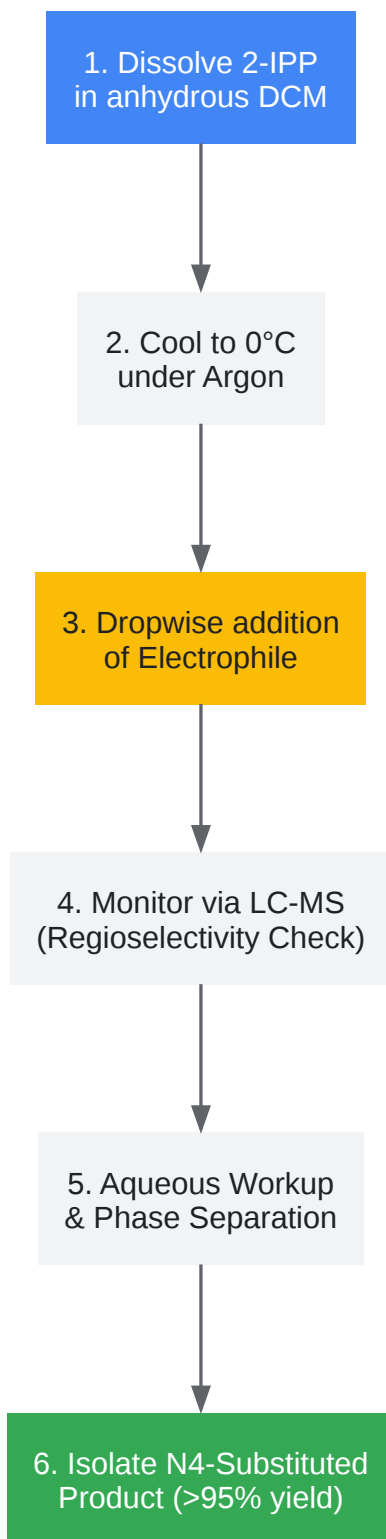 1. Dissolve 2-IPP
in anhydrous DCM
2. Cool to 0°C
under Argon
3. Dropwise addition
of Electrophile
4. Monitor via LC-MS
(Regioselectivity Check)
5. Aqueous Workup
& Phase Separation
6. Isolate N4-Substituted
Product (>95% yield)